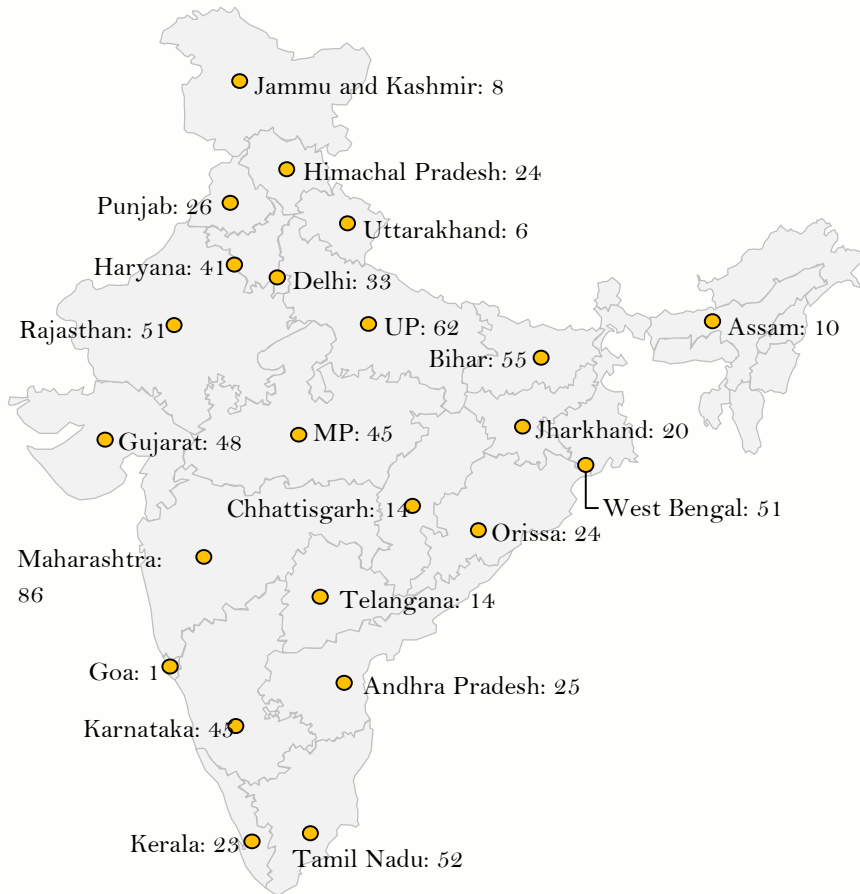 Jammu and Kashmir: 8
Himachal Pradesh: 24
Punjab: 26
Uttarakhand: 6
Haryana: 41
Delhi: 33
Rajasthan: 51
UP: 62
Assam: 10
Bihar: 55
Gujarat: 48
MP: 45
Jharkhand: 20
Chhattisgarh: 14
West Bengal: 51
Orissa: 24
Maharashtra:
86
Telangana: 14
Goa: 1
Andhra Pradesh: 25
Karnataka: 45
Kerala: 23
Tamil Nadu: 52